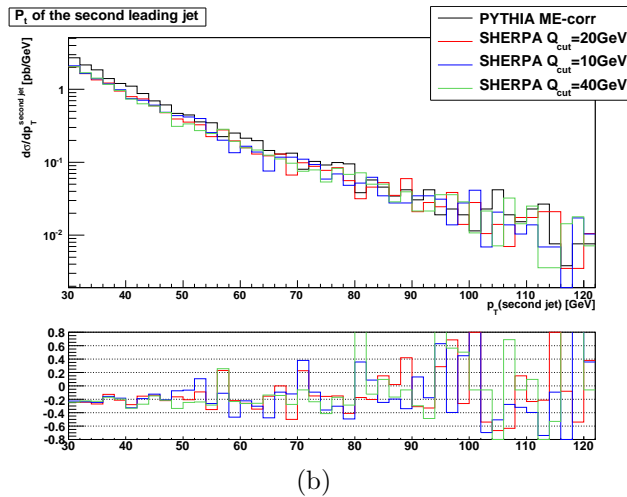 P_t of the second leading jet
PYTHIA ME-corr
SHERPA Q_cut=20GeV
SHERPA Q_cut=10GeV
SHERPA Q_cut=40GeV
dσ/dp_T^second jet [pb/GeV]
1
10^-1
10^-2
30 40 50 60 70 80 90 100 110 120
p_T(second jet) [GeV]
0.8
0.6
0.4
0.2
0
-0.2
-0.4
-0.6
-0.8
30 40 50 60 70 80 90 100 110 120
(b)